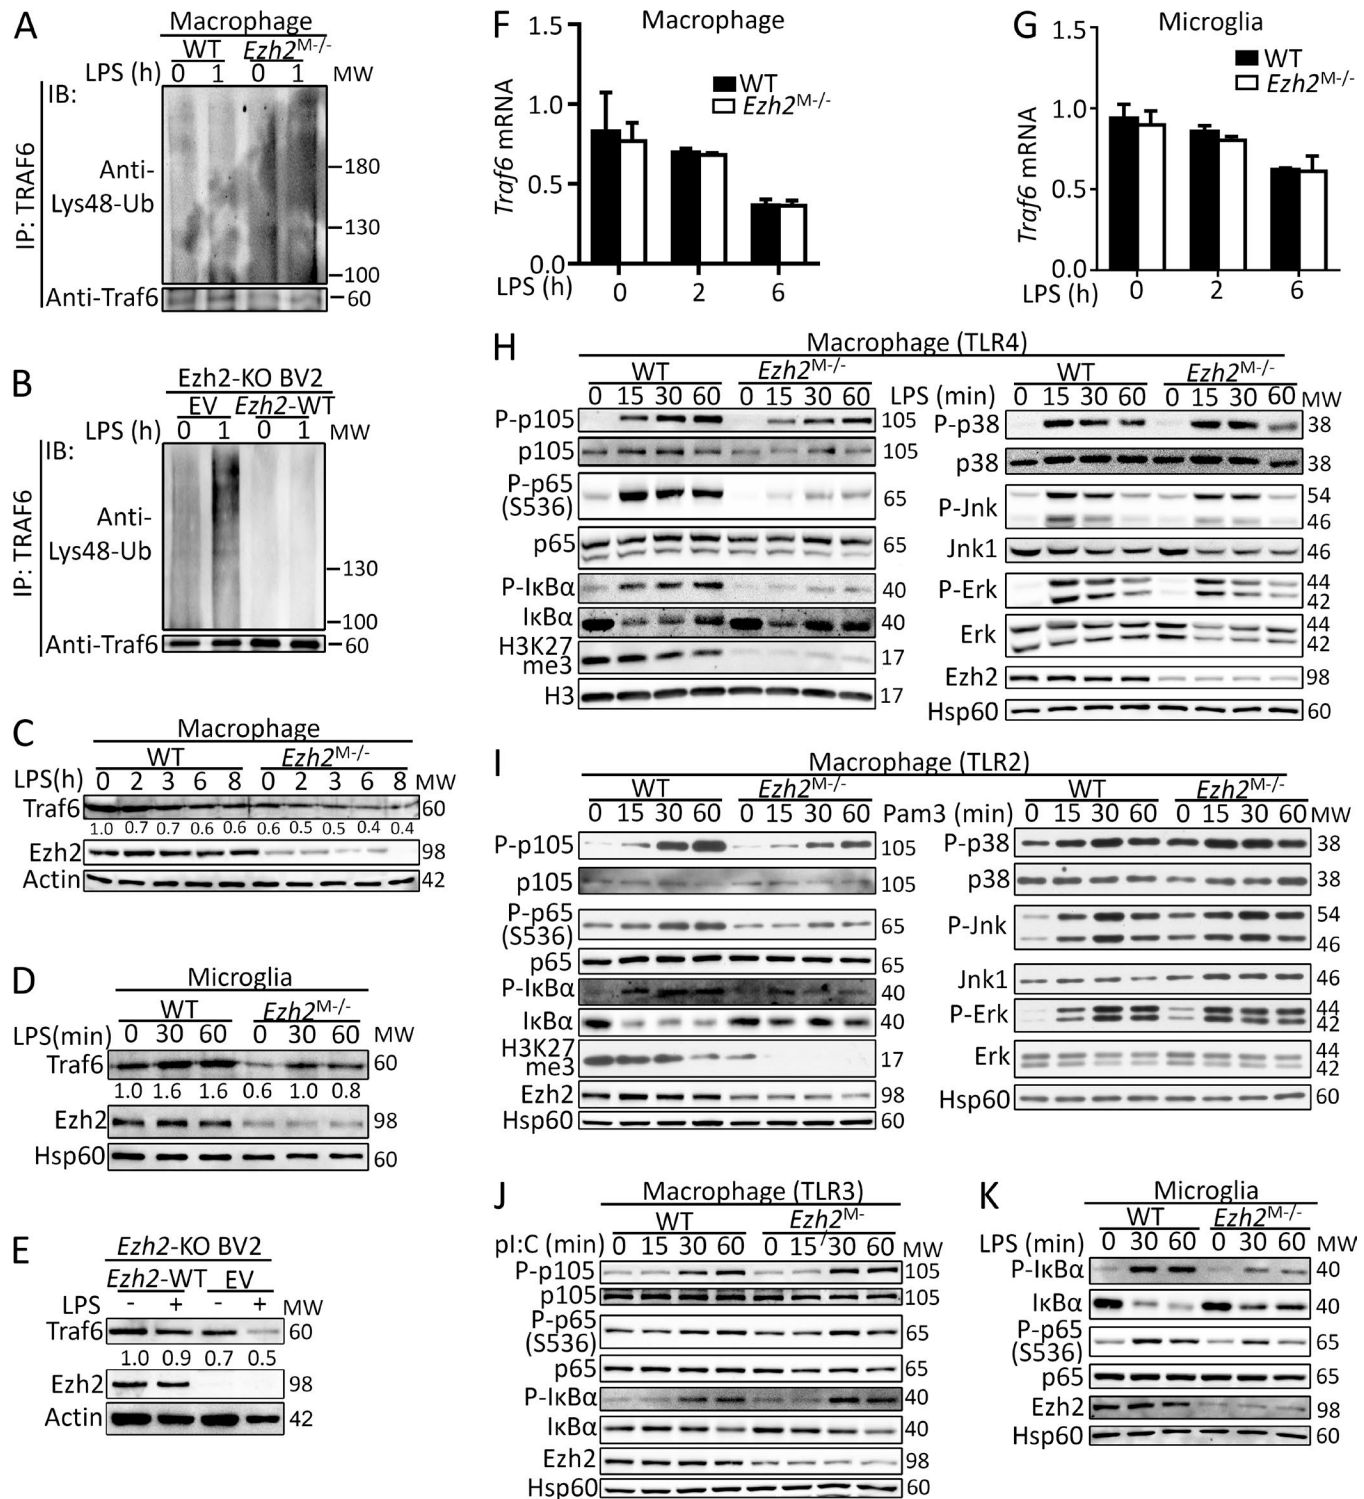 A
Macrophage
WT Ezh2M-/-
LPS (h) 0 1 0 1 MW
IB:
IP: TRAF6
Anti-
Lys48-Ub
180
130
100
Anti-Traf6 60
B
Ezh2-KO BV2
EV Ezh2-WT
LPS (h) 0 1 0 1 MW
IB:
IP: TRAF6
Anti-
Lys48-Ub
130
100
Anti-Traf6 60
C
Macrophage
WT Ezh2M-/-
LPS(h) 0 2 3 6 8 0 2 3 6 8 MW
Traf6 60
1.0 0.7 0.7 0.6 0.6 0.6 0.5 0.5 0.4 0.4
Ezh2 98
Actin 42
D
Microglia
WT Ezh2M-/-
LPS(min) 0 30 60 0 30 60 MW
Traf6 60
1.0 1.6 1.6 0.6 1.0 0.8
Ezh2 98
Hsp60 60
E
Ezh2-KO BV2
Ezh2-WT EV
LPS - + - + MW
Traf6 60
1.0 0.9 0.7 0.5
Ezh2 98
Actin 42
F
Macrophage
Traf6 mRNA
1.5
1.0
0.5
0.0
WT
Ezh2M-/-
LPS (h) 0 2 6
G
Microglia
Traf6 mRNA
1.5
1.0
0.5
0.0
WT
Ezh2M-/-
LPS (h) 0 2 6
H
Macrophage (TLR4)
WT Ezh2M-/- WT Ezh2M-/-
0 15 30 60 0 15 30 60 LPS (min) 0 15 30 60 0 15 30 60 MW
P-p105 105
p105 105
P-p65
(S536) 65
p65 65
P-IκBα 40
IκBα 40
H3K27
me3 17
H3 17
P-p38 38
p38 38
P-Jnk 54
46
Jnk1 46
P-Erk 44
42
Erk 44
42
Ezh2 98
Hsp60 60
I
Macrophage (TLR2)
WT Ezh2M-/- WT Ezh2M-/-
0 15 30 60 0 15 30 60 Pam3 (min) 0 15 30 60 0 15 30 60 MW
P-p105 105
p105 105
P-p65
(S536) 65
p65 65
P-IκBα 40
IκBα 40
H3K27
me3 17
Ezh2 98
Hsp60 60
P-p38 38
p38 38
P-Jnk 54
46
Jnk1 46
P-Erk 44
42
Erk 44
42
Hsp60 60
J
Macrophage (TLR3)
WT Ezh2M-
/-
pI:C (min) 0 15 30 60 0 15 30 60 MW
P-p105 105
p105 105
P-p65
(S536) 65
p65 65
P-IκBα 40
IκBα 40
Ezh2 98
Hsp60 60
K
Microglia
WT Ezh2M-/-
LPS (min) 0 30 60 0 30 60 MW
P-IκBα 40
IκBα 40
P-p65
(S536) 65
p65 65
Ezh2 98
Hsp60 60